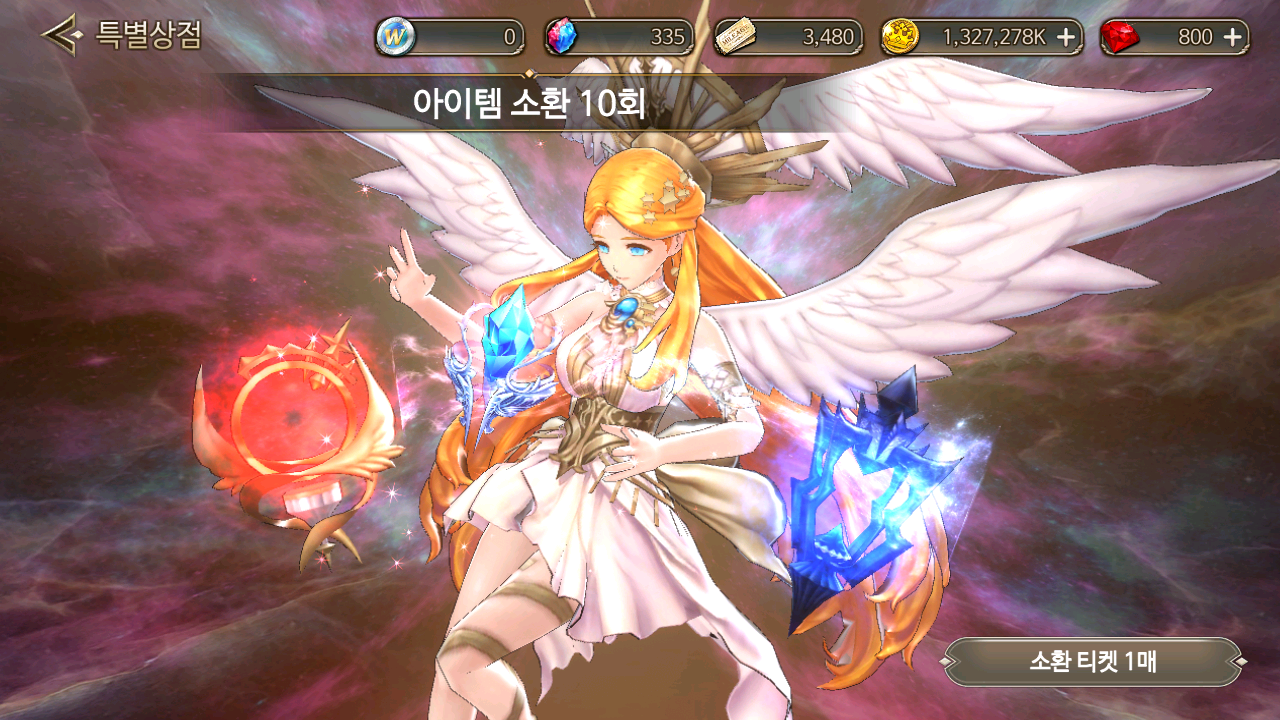 특별상점
W 0
335
MILEAGE 3,480
1,327,278K +
800 +
아이템 소환 10회
소환 티켓 1매